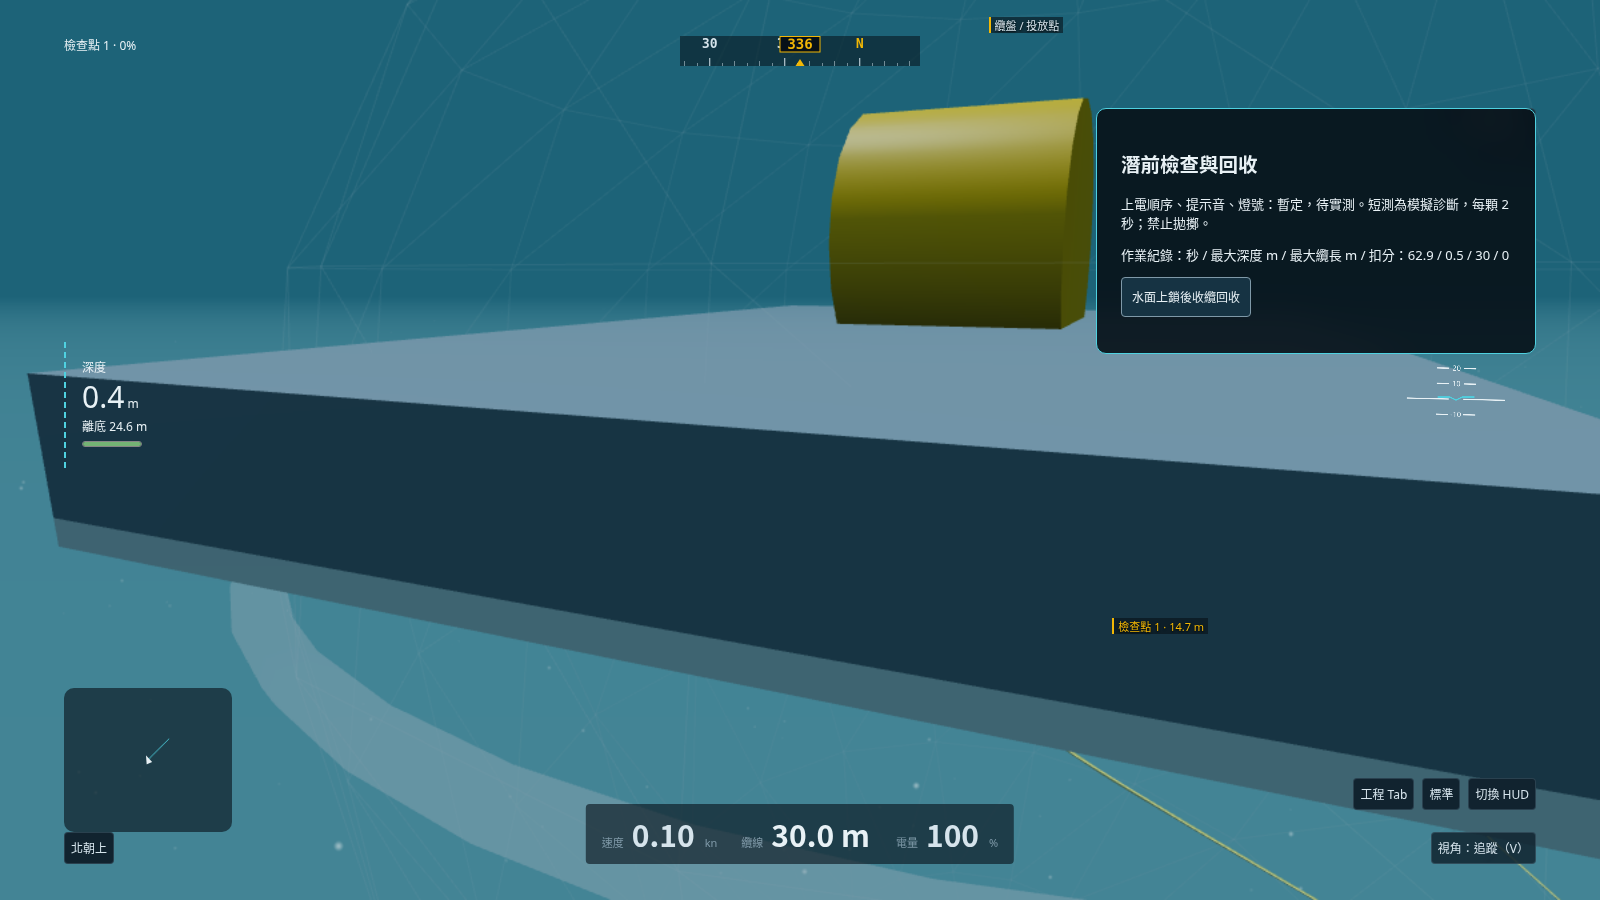 纜盤 / 投放點
檢查點 1 · 0%
30
336
N
潛前檢查與回收
上電順序、提示音、燈號：暫定，待實測。短測為模擬診斷，每顆 2
秒；禁止拋擲。
作業紀錄：秒 / 最大深度 m / 最大纜長 m / 扣分：62.9 / 0.5 / 30 / 0
水面上鎖後收纜回收
深度
0.4 m
離底 24.6 m
20
10
-10
檢查點 1 · 14.7 m
工程 Tab
標準
切換 HUD
速度 0.10 kn
纜線 30.0 m
電量 100 %
北朝上
視角：追蹤（V）